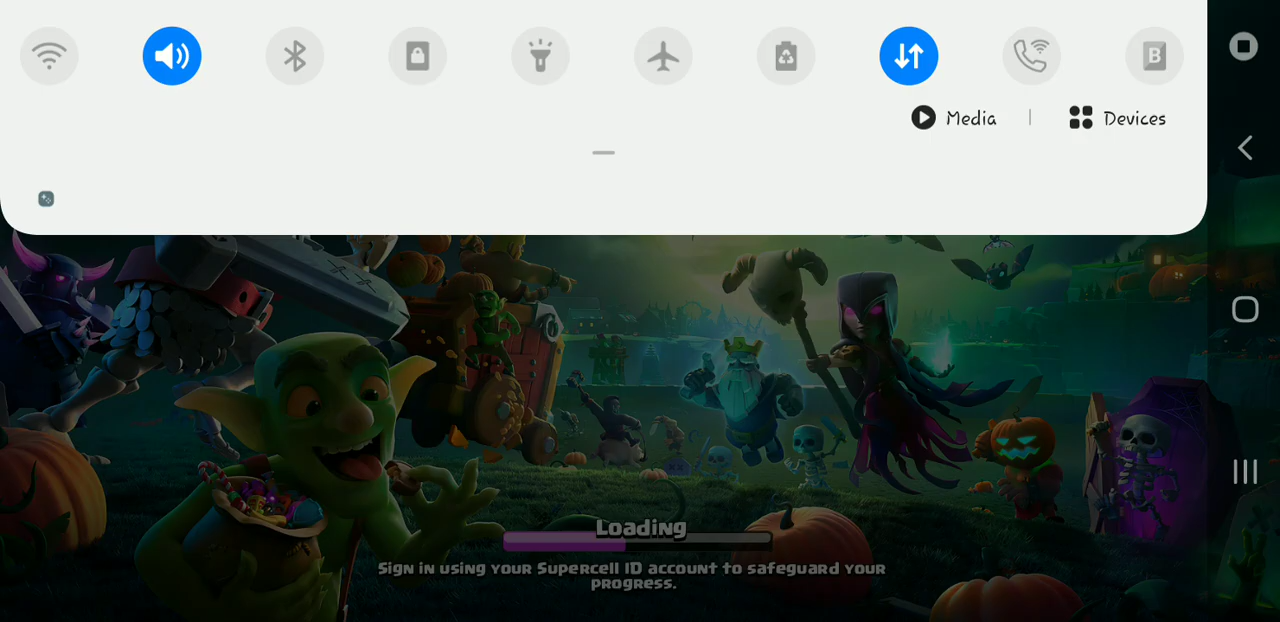 Media
Devices
Loading
Sign in using your Supercell ID account to safeguard your
progress.